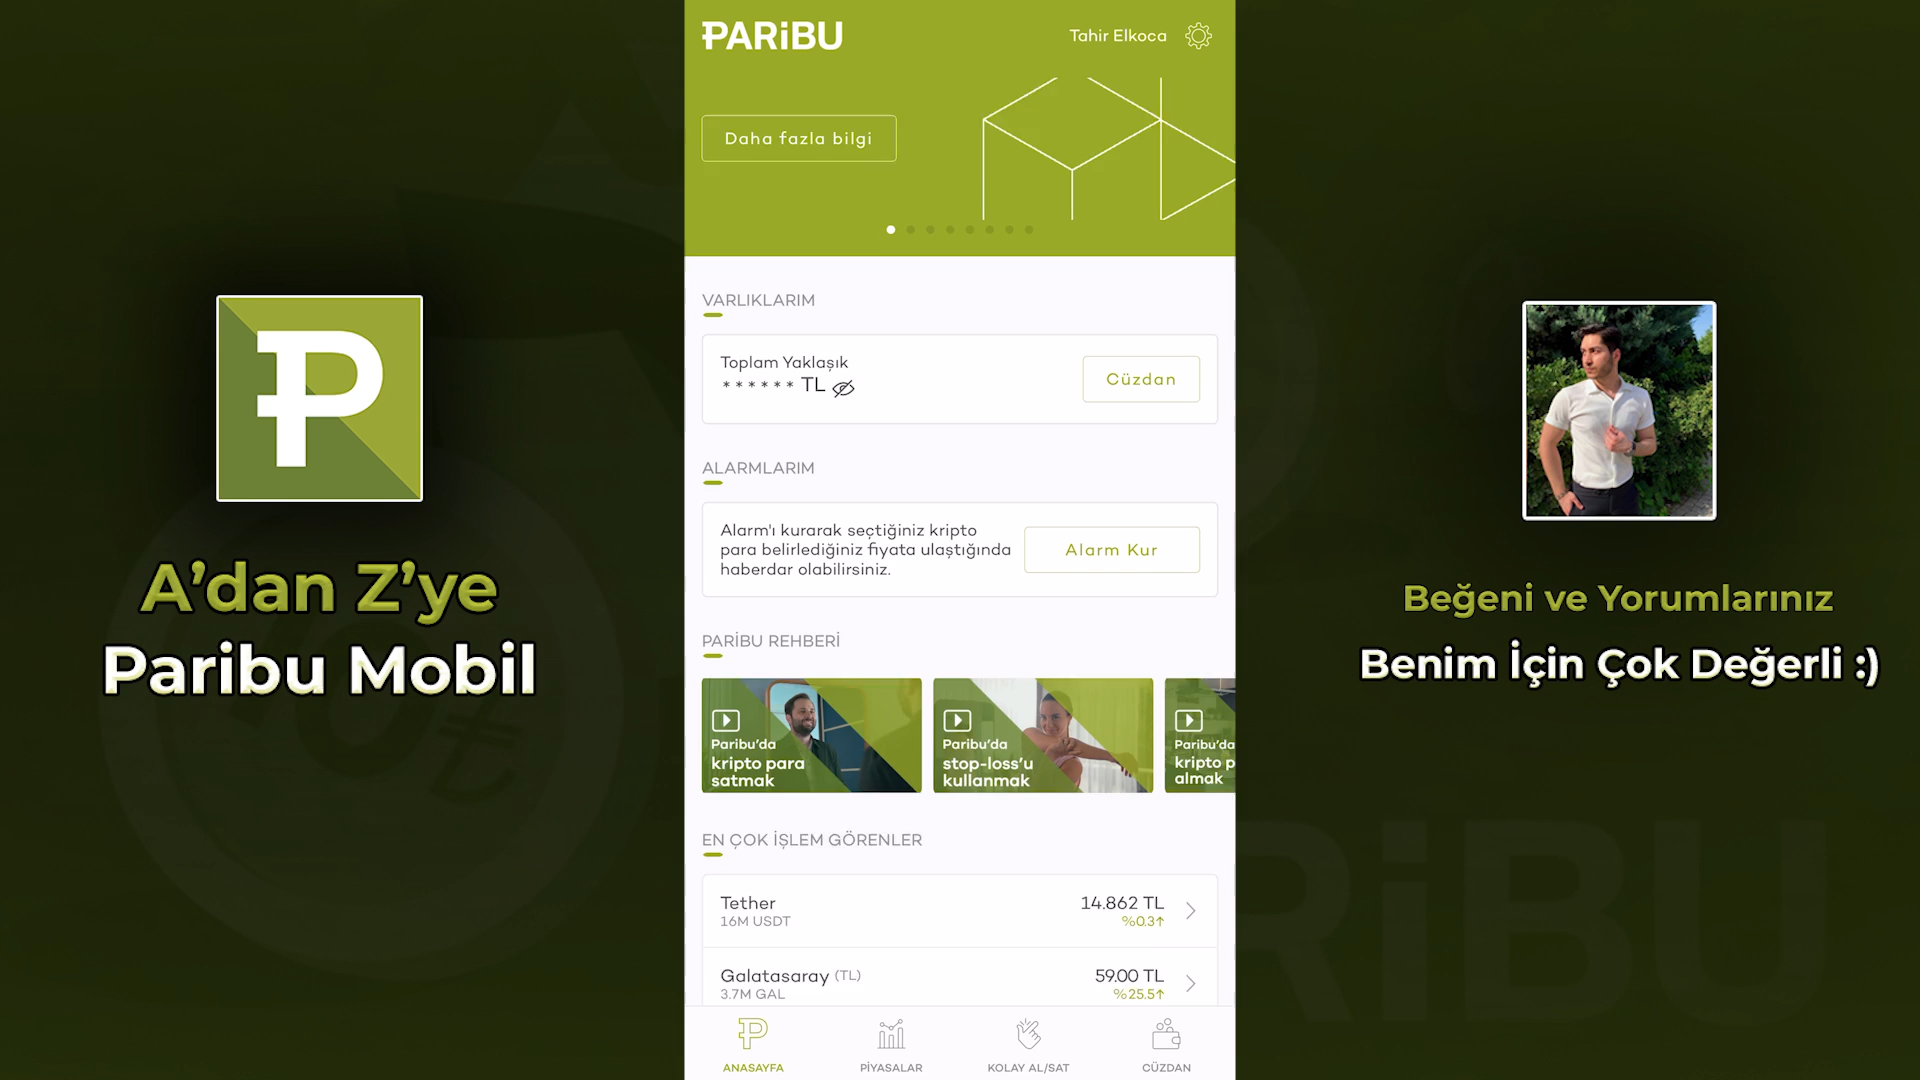 PARiBU
Tahir Elkoca
Daha fazla bilgi
A’dan Z’ye
Paribu Mobil
VARLIKLARIM
Toplam Yaklaşık
****** TL
Cüzdan
ALARMLARIM
Alarm'ı kurarak seçtiğiniz kripto
para belirlediğiniz fiyata ulaştığında
haberdar olabilirsiniz.
Alarm Kur
PARİBU REHBERİ
Paribu’da
kripto para
satmak
Paribu’da
stop-loss’u
kullanmak
Paribu’da
kripto p
almak
EN ÇOK İŞLEM GÖRENLER
Tether
16M USDT
14.862 TL
%0.3↑
Galatasaray (TL)
3.7M GAL
59.00 TL
%25.5↑
ANASAYFA
PİYASALAR
KOLAY AL/SAT
CÜZDAN
Beğeni ve Yorumlarınız
Benim İçin Çok Değerli :)